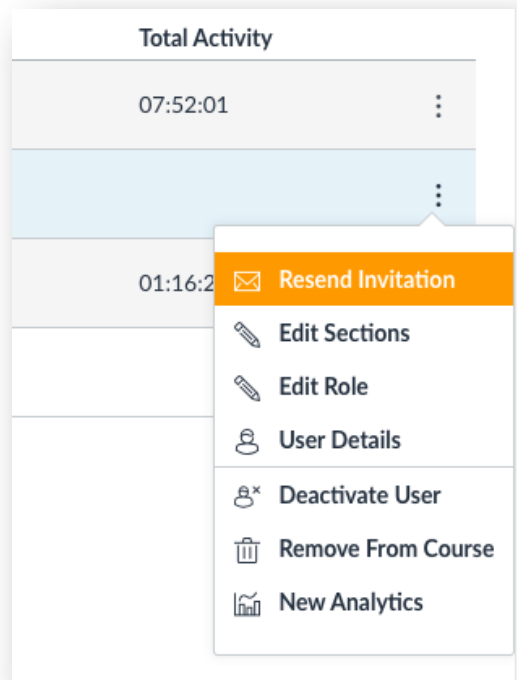 Total Activity
07:52:01
01:16:2
Resend Invitation
Edit Sections
Edit Role
User Details
Deactivate User
Remove From Course
New Analytics